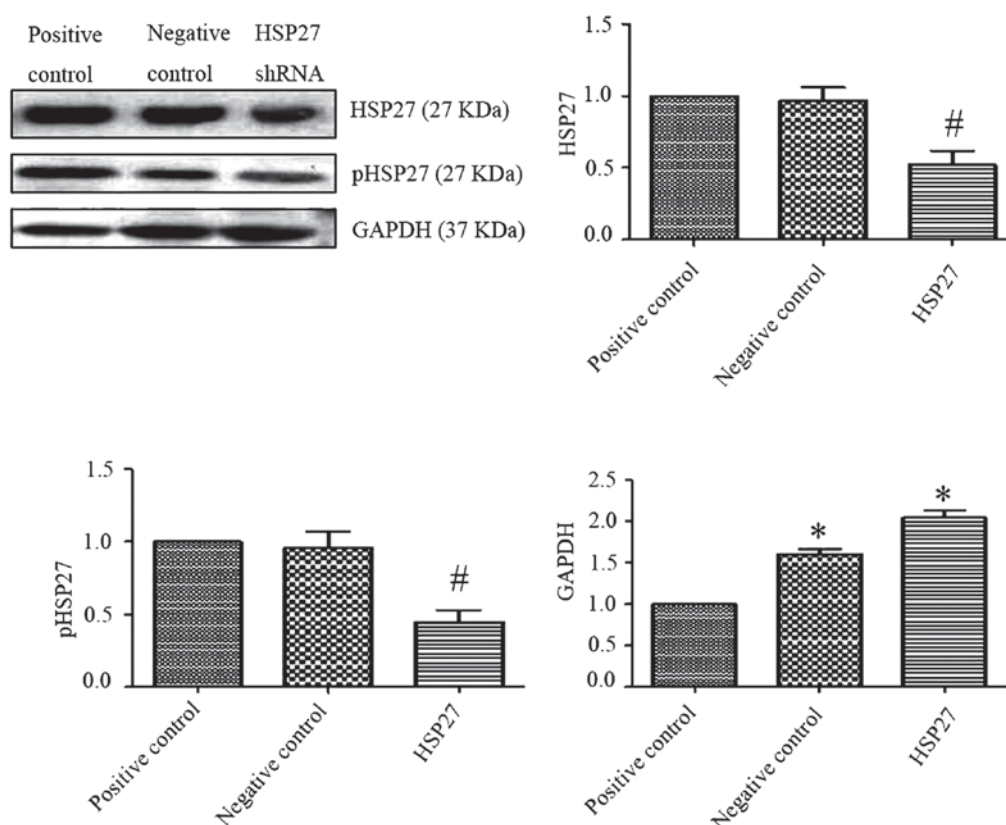 Positive Negative HSP27
control control shRNA
HSP27 (27 KDa)
pHSP27 (27 KDa)
GAPDH (37 KDa)
HSP27
1.5
1.0
0.5
0.0
#
Positive control
Negative control
HSP27
pHSP27
1.5
1.0
0.5
0.0
#
Positive control
Negative control
HSP27
GAPDH
2.5
2.0
1.5
1.0
0.5
0.0
*
*
Positive control
Negative control
HSP27